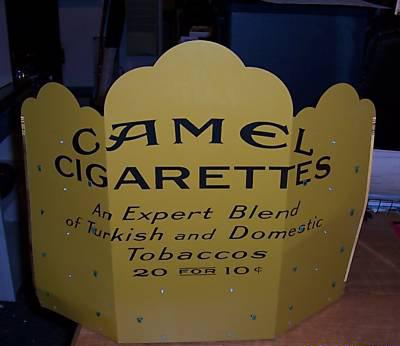 CAMEL
CIGARETTES
An Expert Blend
of Turkish and Domestic
Tobaccos
20 FOR 10¢